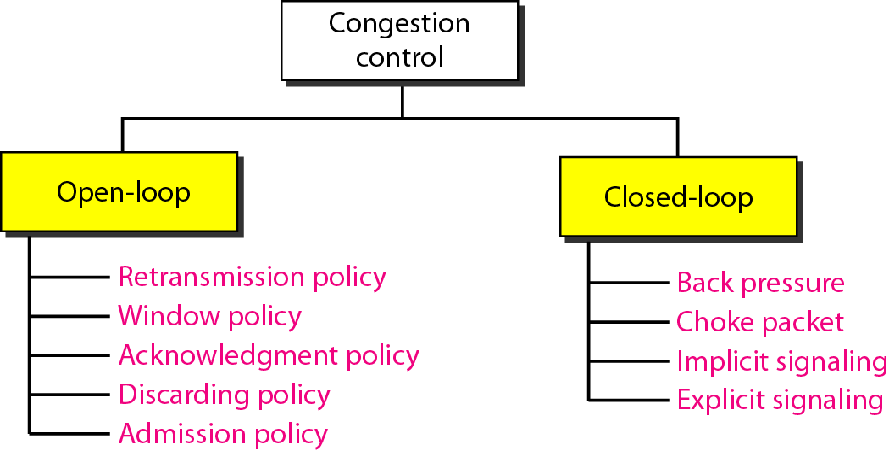 Congestion
control
Open-loop
Retransmission policy
Window policy
Acknowledgment policy
Discarding policy
Admission policy
Closed-loop
Back pressure
Choke packet
Implicit signaling
Explicit signaling